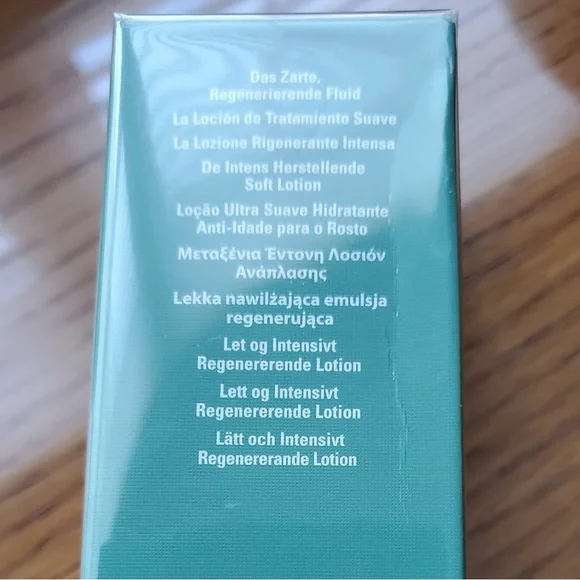 Das Zarte,
Regenerierende Fluid
La Loción de Tratamiento Suave
La Lozione Rigenerante Intensa
De Intens Herstellende
Soft Lotion
Loção Ultra Suave Hidratante
Anti-Idade para o Rosto
Μεταξένια Έντονη Λοσιόν
Ανάπλασης
Lekka nawilżająca emulsja
regenerująca
Let og Intensivt
Regenererende Lotion
Lett og Intensivt
Regenererende Lotion
Lätt och Intensivt
Regenererande Lotion